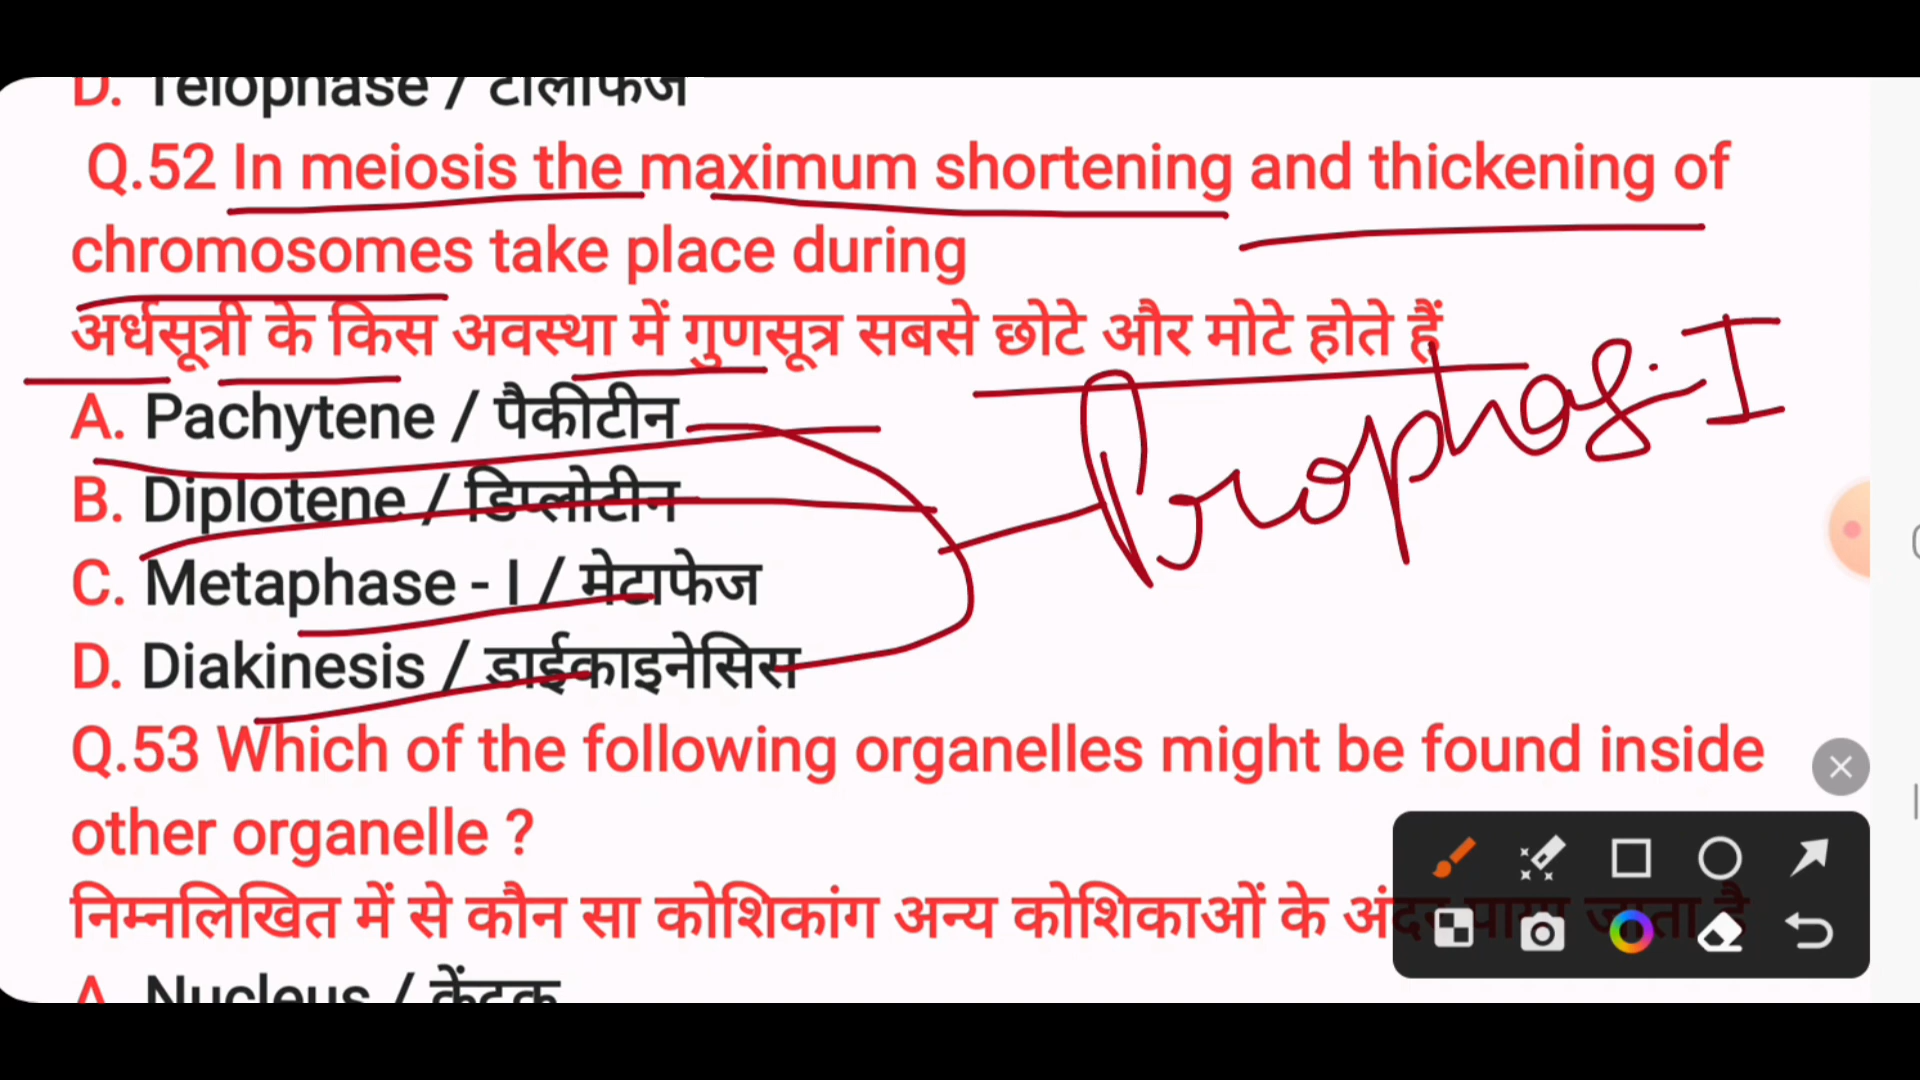 D. Telophase / टीलोफेज
Q.52 In meiosis the maximum shortening and thickening of
chromosomes take place during
अर्धसूत्री के किस अवस्था में गुणसूत्र सबसे छोटे और मोटे होते हैं
A. Pachytene / पैकीटीन
B. Diplotene / डिप्लोटीन
C. Metaphase - I / मेटाफेज
D. Diakinesis / डाईकाइनेसिस
Prophas-I
Q.53 Which of the following organelles might be found inside
other organelle ?
निम्नलिखित में से कौन सा कोशिकांग अन्य कोशिकाओं के अंदर पाया जाता है
A. Nucleus / केंद्रक